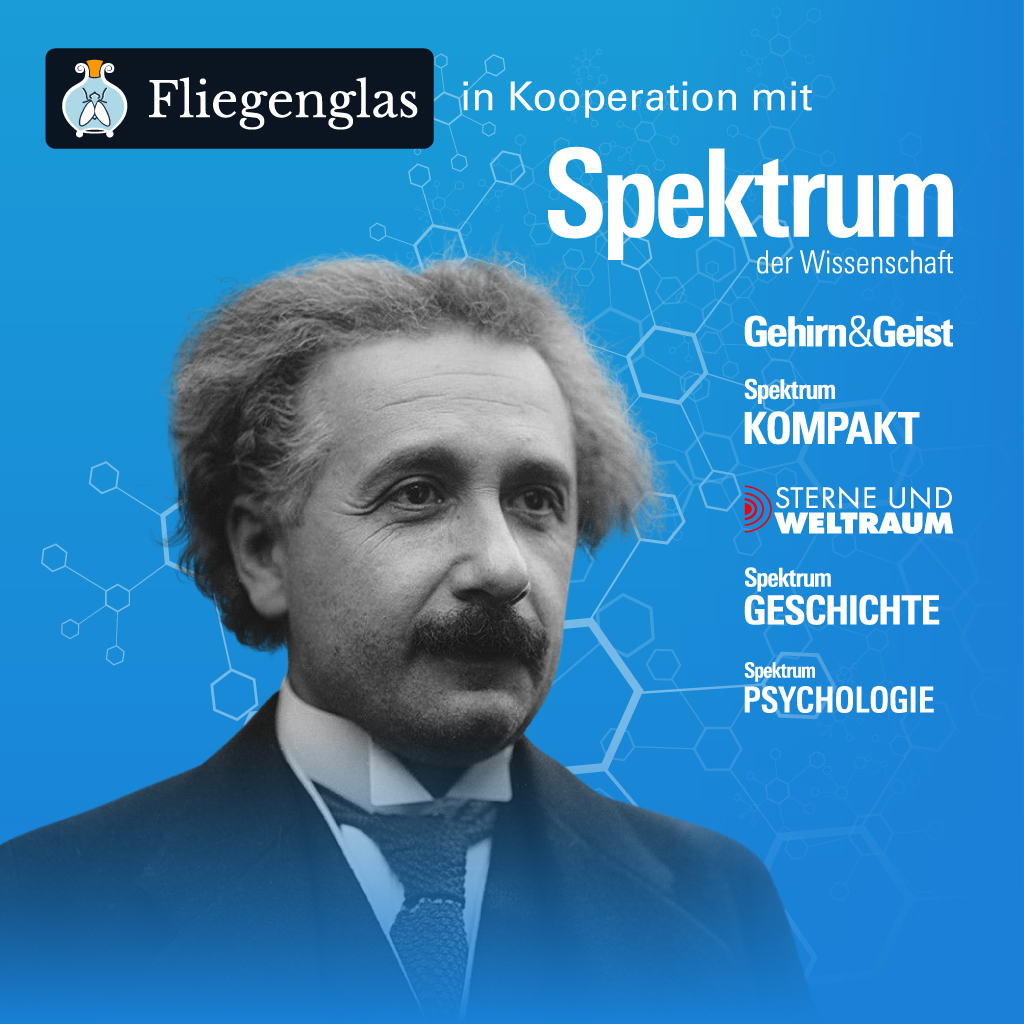 Fliegenglas in Kooperation mit
Spektrum
der Wissenschaft
Gehirn&Geist
Spektrum
KOMPAKT
STERNE UND
WELTRAUM
Spektrum
GESCHICHTE
Spektrum
PSYCHOLOGIE